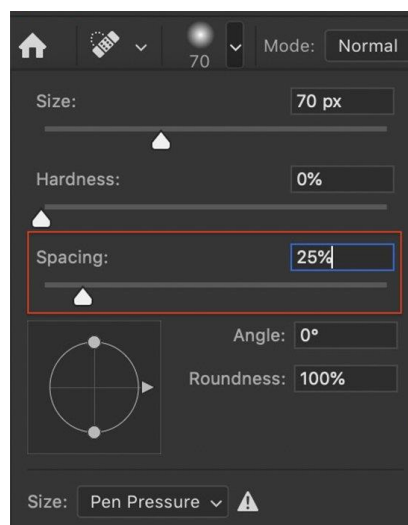 70
Mode: Normal
Size: 70 px
Hardness: 0%
Spacing: 25%
Angle: 0°
Roundness: 100%
Size: Pen Pressure